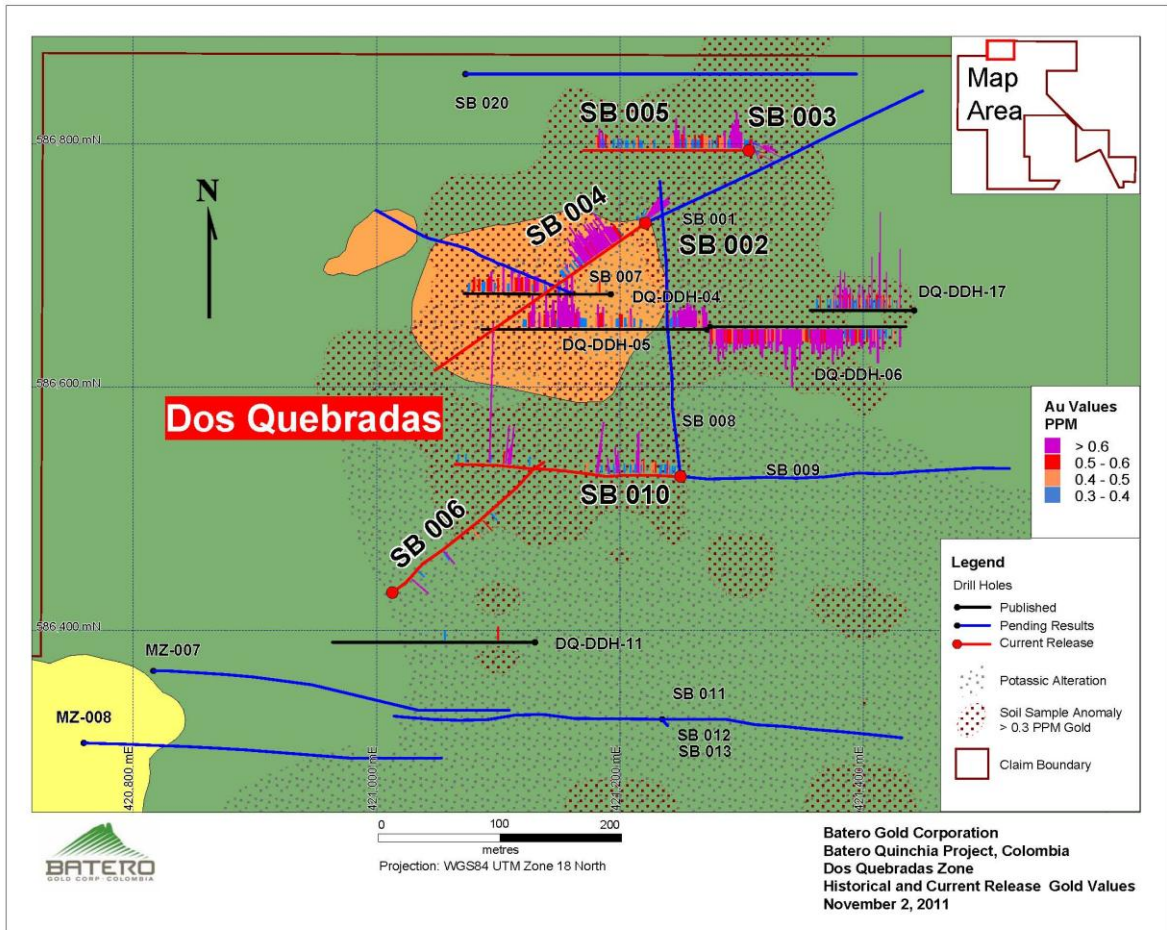 Map
Area
SB 020
SB 005
SB 003
586,800 mN
N
SB 004
SB 001
SB 002
SB 007
DQ-DDH-04
DQ-DDH-17
DQ-DDH-05
DQ-DDH-06
586,600 mN
Dos Quebradas
SB 008
SB 009
SB 010
SB 006
Au Values
PPM
> 0.6
0.5 - 0.6
0.4 - 0.5
0.3 - 0.4
586,400 mN
DQ-DDH-11
MZ-007
MZ-008
SB 011
SB 012
SB 013
Legend
Drill Holes
Published
Pending Results
Current Release
Potassic Alteration
Soil Sample Anomaly
> 0.3 PPM Gold
Claim Boundary
420,800 mE
421,000 mE
421,200 mE
421,400 mE
BATERO
GOLD CORP - COLOMBIA
0 100 200
metres
Projection: WGS84 UTM Zone 18 North
Batero Gold Corporation
Batero Quinchia Project, Colombia
Dos Quebradas Zone
Historical and Current Release Gold Values
November 2, 2011